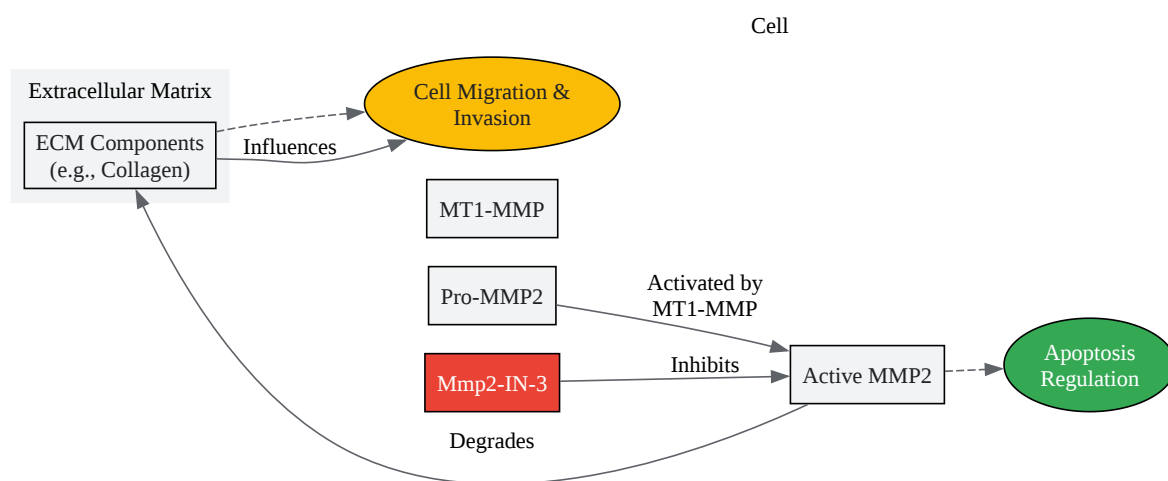 Cell
Extracellular Matrix
ECM Components
(e.g., Collagen)
Influences
Cell Migration &
Invasion
MT1-MMP
Pro-MMP2
Activated by
MT1-MMP
Mmp2-IN-3
Inhibits
Active MMP2
Apoptosis
Regulation
Degrades